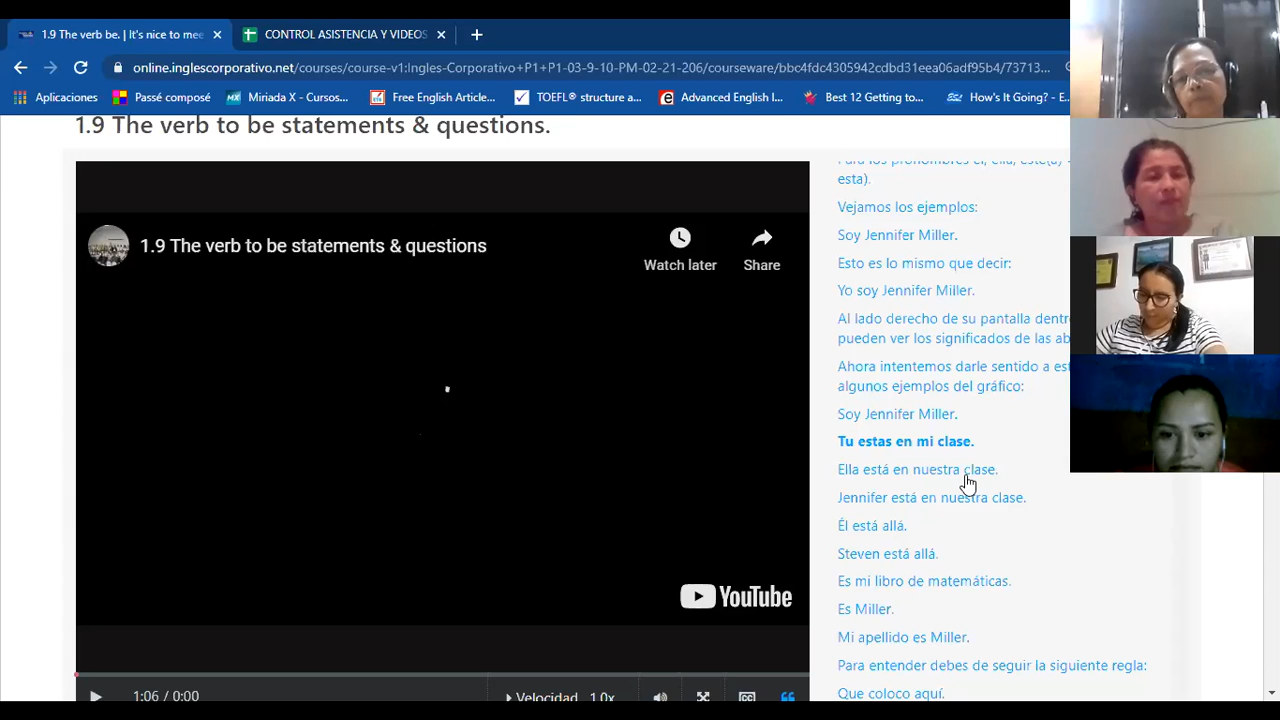 1.9 The verb be. | It's nice to mee
CONTROL ASISTENCIA Y VIDEOS
online.inglescorporativo.net/courses/course-v1:Ingles-Corporativo+P1+P1-03-9-10-PM-02-21-206/courseware/bbc4fdc4305942cdbd31eea06adf95b4/73713...
Aplicaciones
Passé composé
Miriada X - Cursos...
Free English Article...
TOEFL® structure a...
Advanced English l...
Best 12 Getting to...
How's It Going? - E...
1.9 The verb to be statements & questions.
1.9 The verb to be statements & questions
Watch later
Share
YouTube
1:06 / 0:00
Velocidad 1.0x
esta).
Vejamos los ejemplos:
Soy Jennifer Miller.
Esto es lo mismo que decir:
Yo soy Jennifer Miller.
Al lado derecho de su pantalla dentr
pueden ver los significados de las ab
Ahora intentemos darle sentido a est
algunos ejemplos del gráfico:
Soy Jennifer Miller.
Tu estas en mi clase.
Ella está en nuestra clase.
Jennifer está en nuestra clase.
Él está allá.
Steven está allá.
Es mi libro de matemáticas.
Es Miller.
Mi apellido es Miller.
Para entender debes de seguir la siguiente regla:
Que coloco aquí.